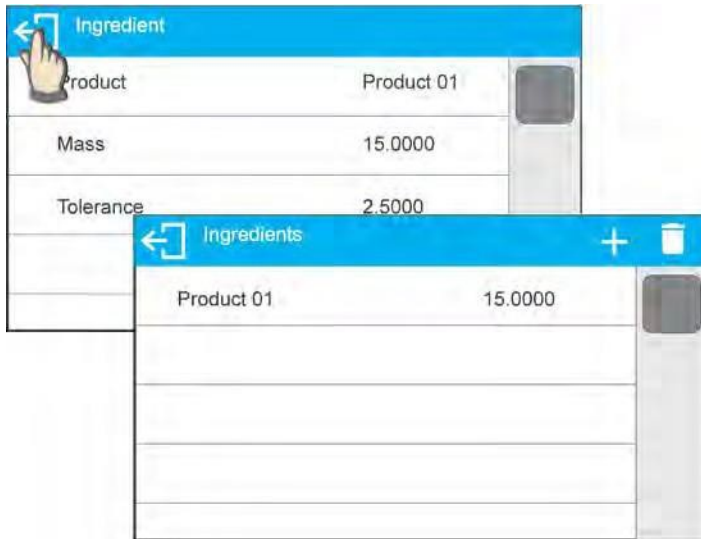 Ingredient
Product Product 01
Mass 15.0000
Tolerance 2.5000
Ingredients
Product 01 15.0000